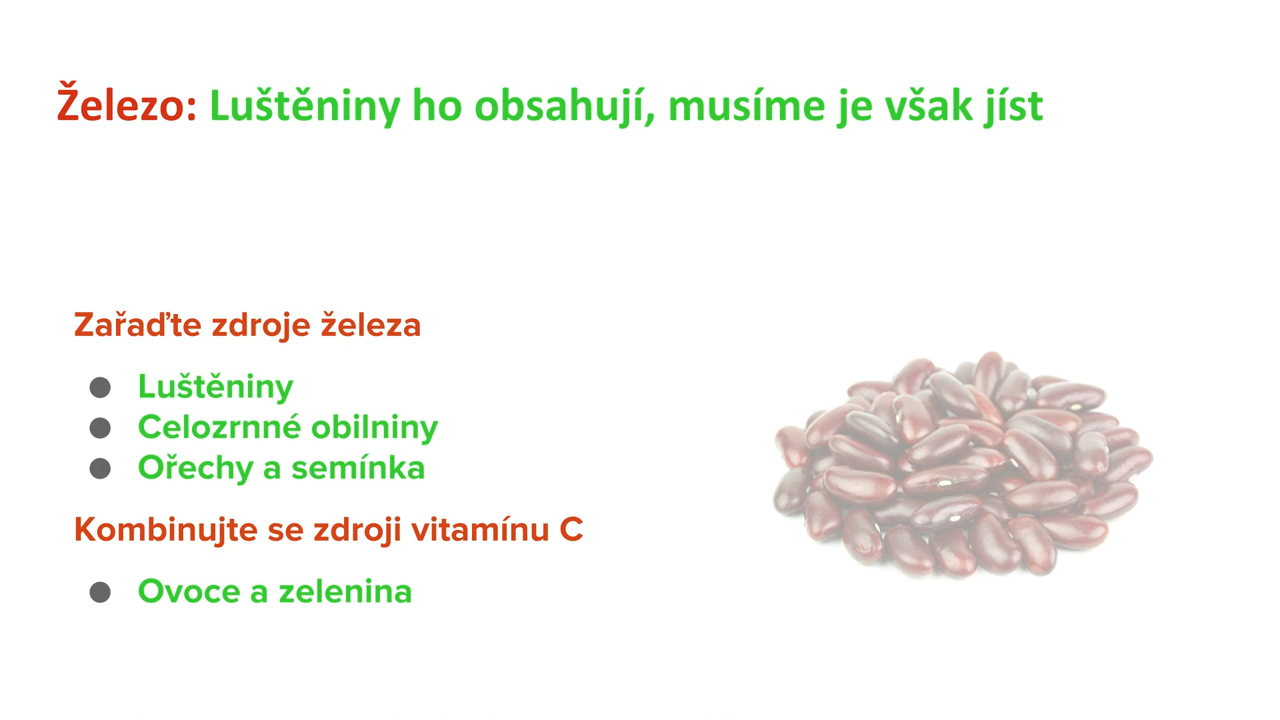 Železo: Luštěniny ho obsahují, musíme je však jíst
Zařaďte zdroje železa
● Luštěniny
● Celozrnné obilniny
● Ořechy a semínka
Kombinujte se zdroji vitamínu C
● Ovoce a zelenina